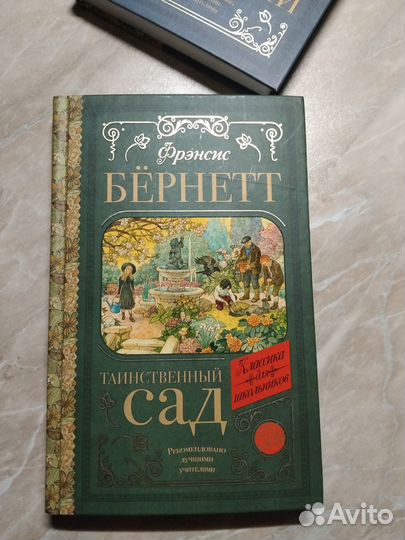 Фрэнсис
БЁРНЕТТ
ТАИНСТВЕННЫЙ
САД
Классика
для
школьников
РЕКОМЕНДОВАНО
ЛУЧШИМИ
УЧИТЕЛЯМИ
Avito